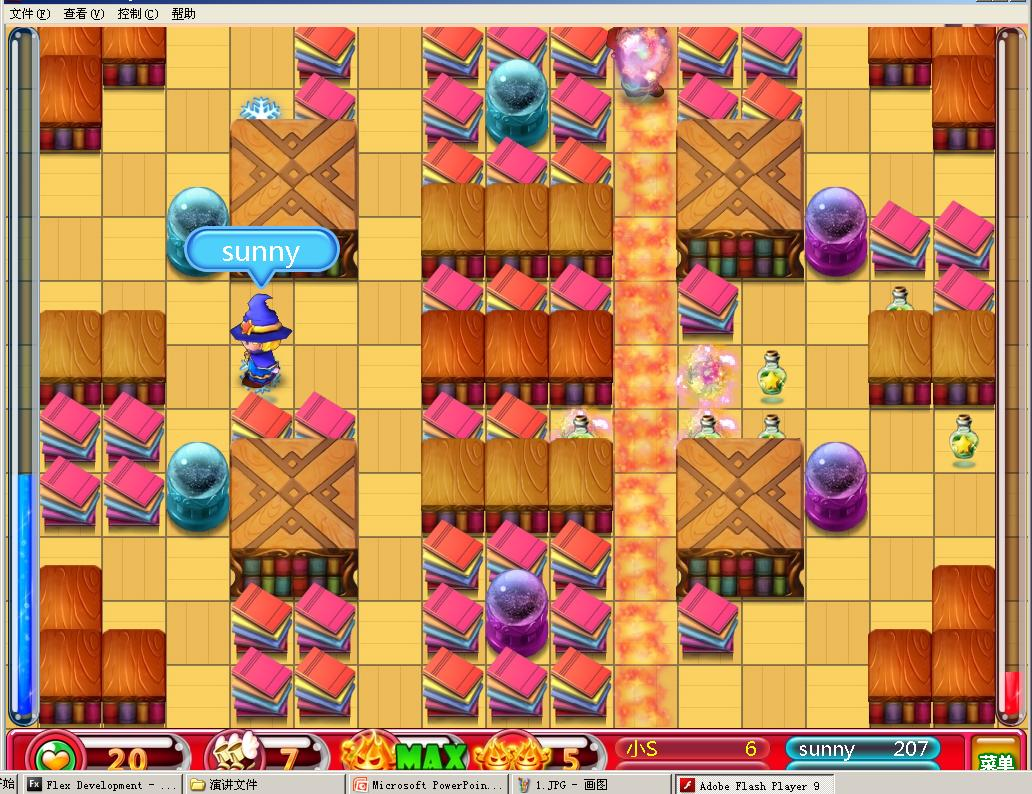 文件(F) 查看(V) 控制(C) 帮助
sunny
20 7 MAX 5 小S 6 sunny 207 菜单
始 Flex Development - ... 演讲文件 Microsoft PowerPoin... 1.JPG - 画图 Adobe Flash Player 9